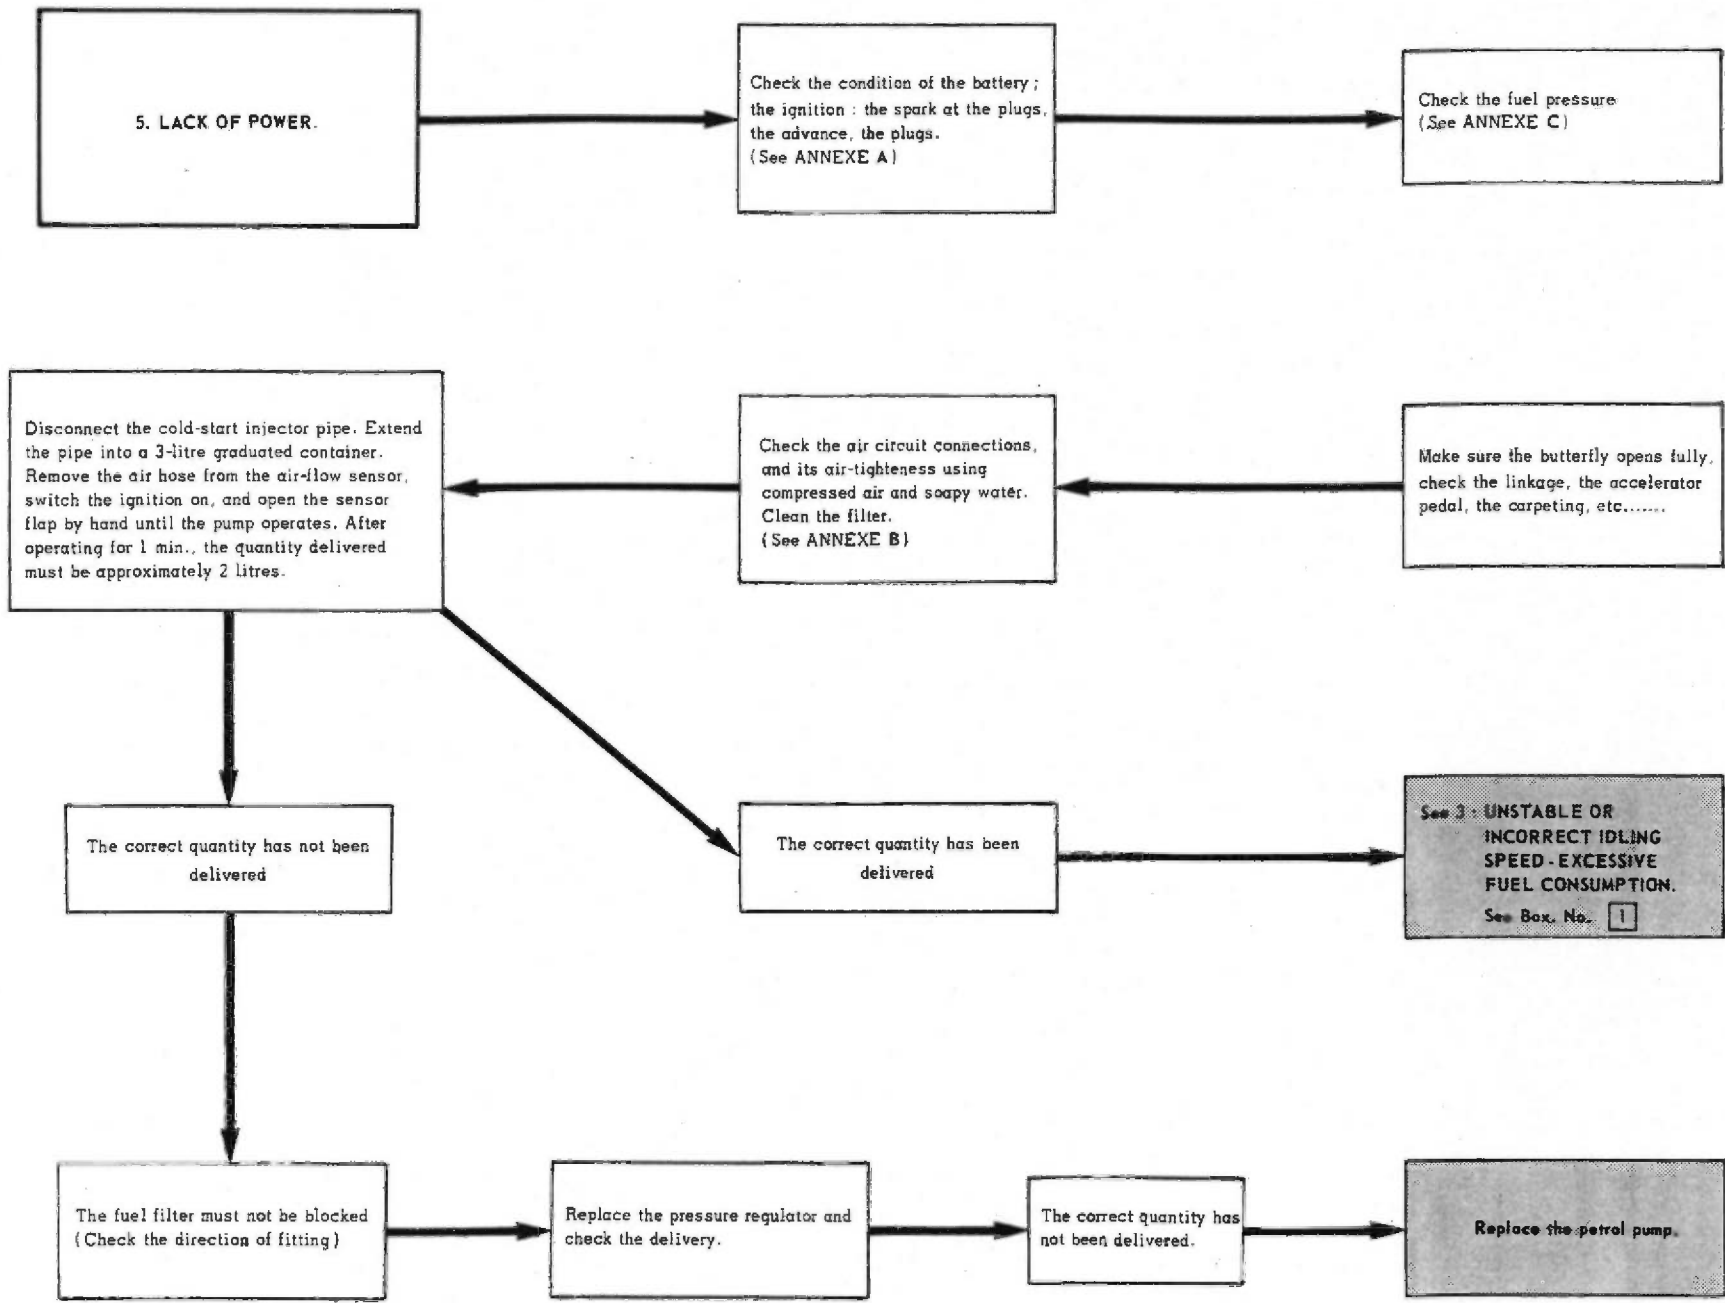 5. LACK OF POWER.
Check the condition of the battery ;
the ignition : the spark at the plugs,
the advance, the plugs.
(See ANNEXE A)
Check the fuel pressure
(See ANNEXE C)
Disconnect the cold-start injector pipe. Extend
the pipe into a 3-litre graduated container.
Remove the air hose from the air-flow sensor,
switch the ignition on, and open the sensor
flap by hand until the pump operates. After
operating for 1 min., the quantity delivered
must be approximately 2 litres.
Check the air circuit connections,
and its air-tighteness using
compressed air and soapy water.
Clean the filter.
(See ANNEXE B)
Make sure the butterfly opens fully,
check the linkage, the accelerator
pedal, the carpeting, etc.......
The correct quantity has not been
delivered
The correct quantity has been
delivered
See 3 : UNSTABLE OR
INCORRECT IDLING
SPEED - EXCESSIVE
FUEL CONSUMPTION.
See Box. No. 1
The fuel filter must not be blocked
(Check the direction of fitting)
Replace the pressure regulator and
check the delivery.
The correct quantity has
not been delivered.
Replace the petrol pump.